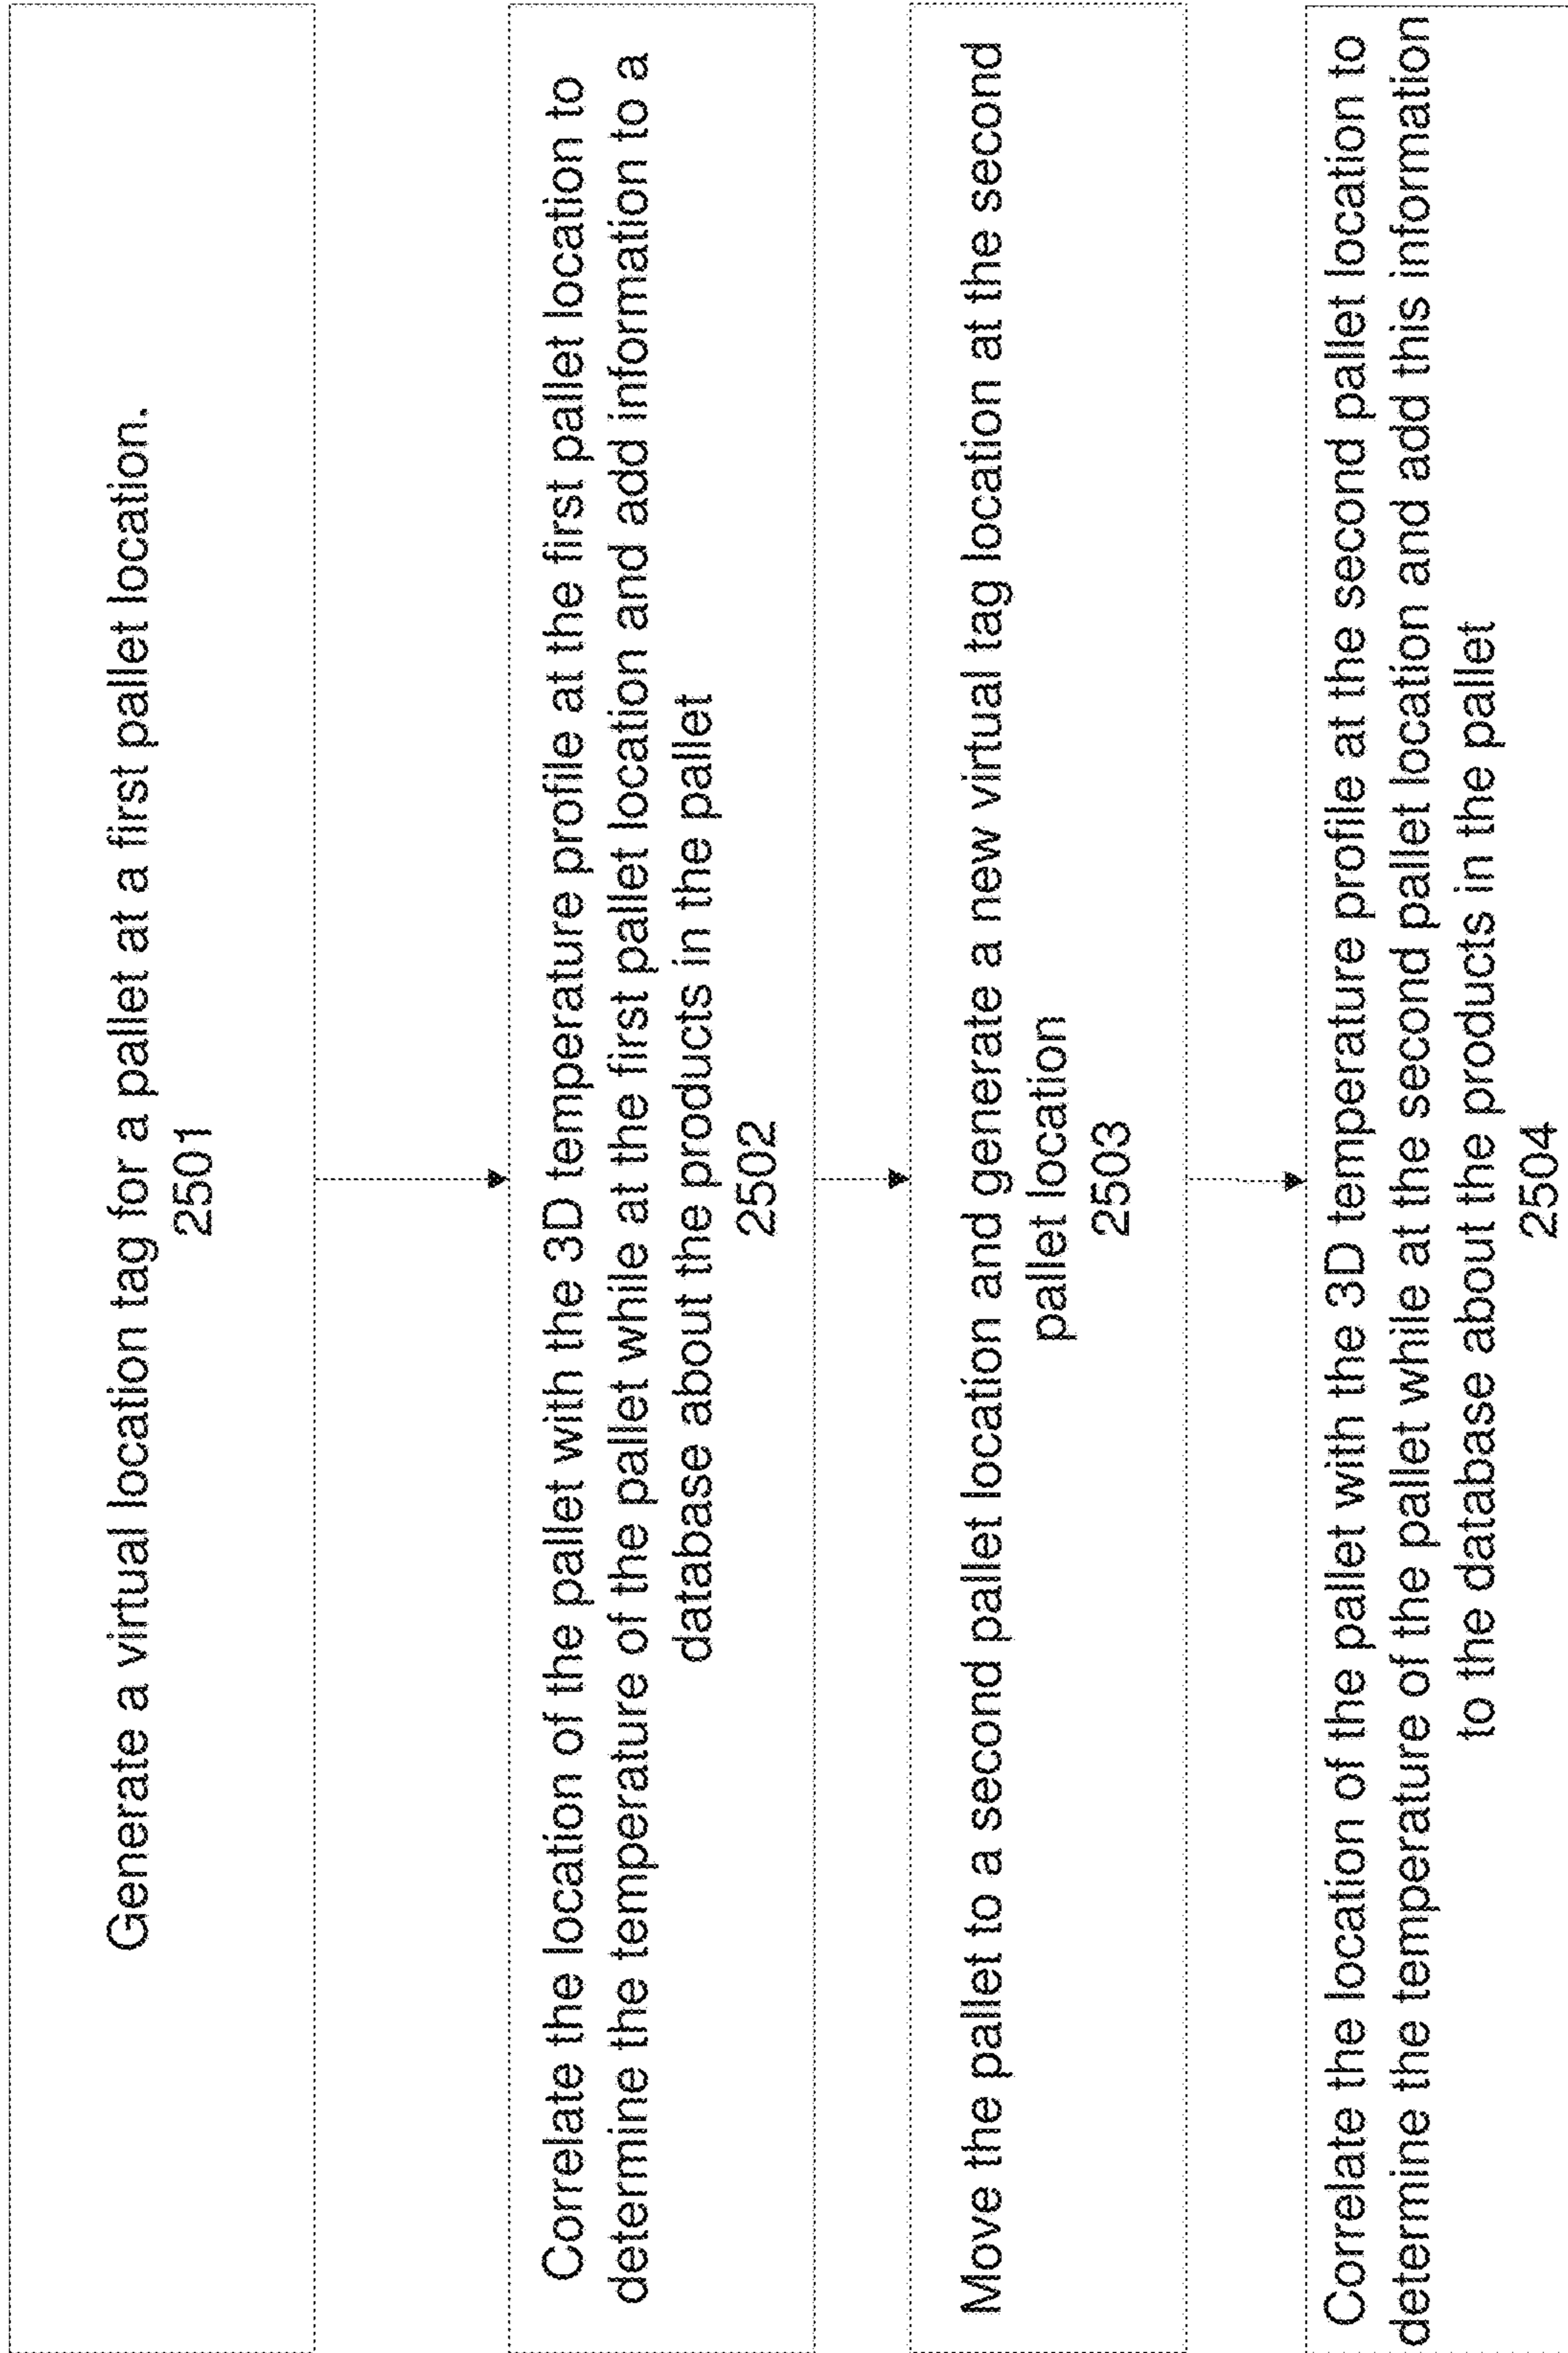 Generate a virtual location tag for a pallet at a first pallet location.
2501
Correlate the location of the pallet with the 3D temperature profile at the first pallet location to
determine the temperature of the pallet while at the first pallet location and add information to a
database about the products in the pallet
2502
Move the pallet to a second pallet location and generate a new virtual tag location at the second
pallet location
2503
Correlate the location of the pallet with the 3D temperature profile at the second pallet location to
determine the temperature of the pallet while at the second pallet location and add this information
to the database about the products in the pallet
2504